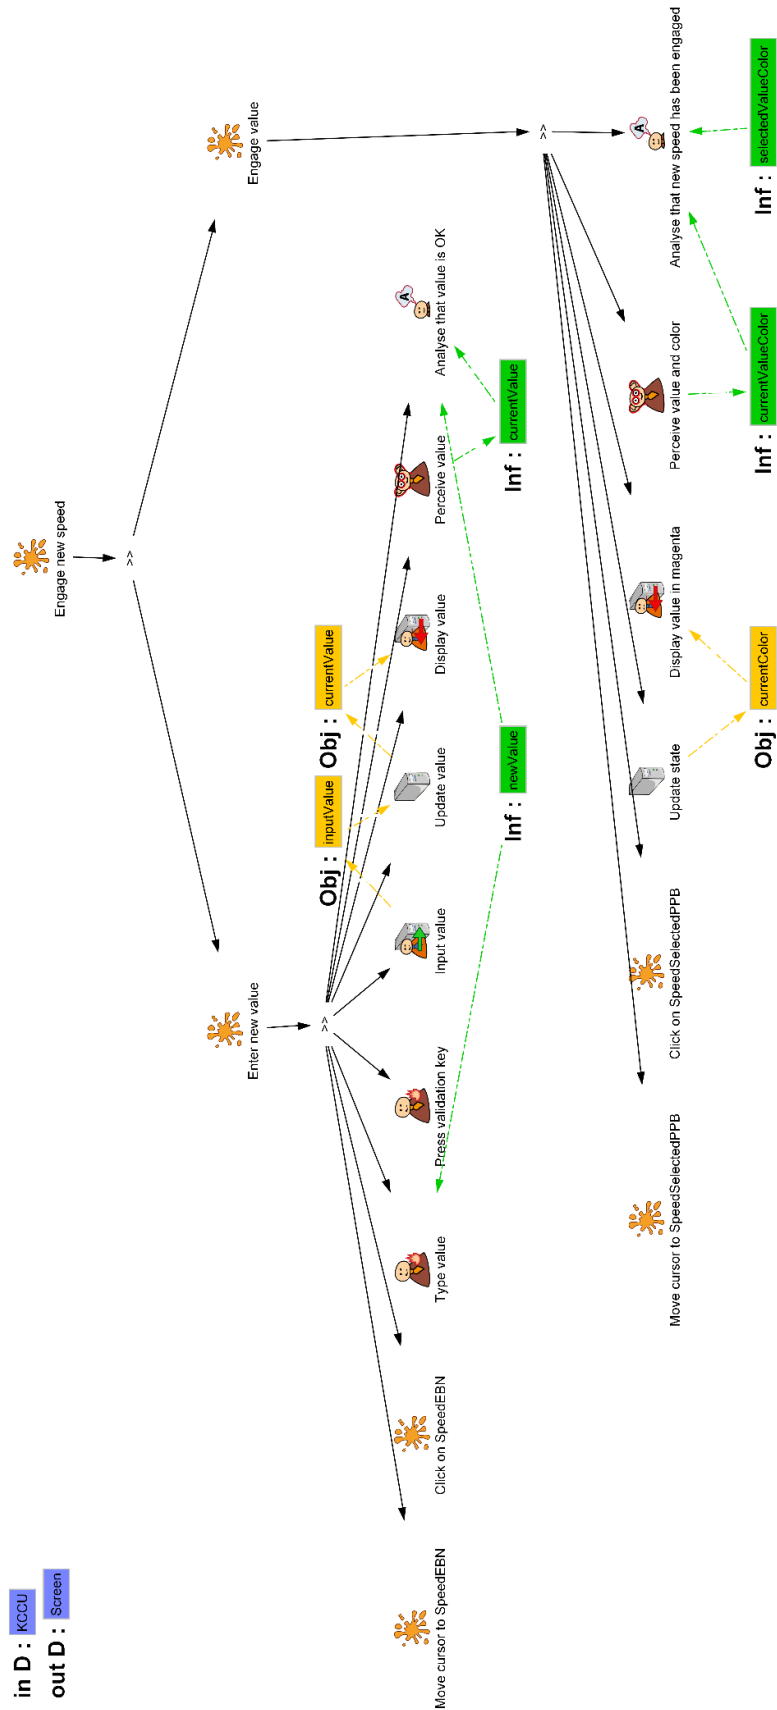 in D : KCCU
out D : Screen
Engage new speed
>>
Enter new value
Engage value
>>
Obj : inputValue
Obj : currentValue
Move cursor to SpeedEBN
Click on SpeedEBN
Type value
Press validation key
Input value
Update value
Display value
Perceive value
Analyse that value is OK
Inf : newValue
Inf : currentValue
>>
Move cursor to SpeedSelectedPPB
Click on SpeedSelectedPPB
Update state
Display value in magenta
Perceive value and color
Analyse that new speed has been engaged
A
A
Obj : currentColor
Inf : currentValueColor
Inf : selectedValueColor